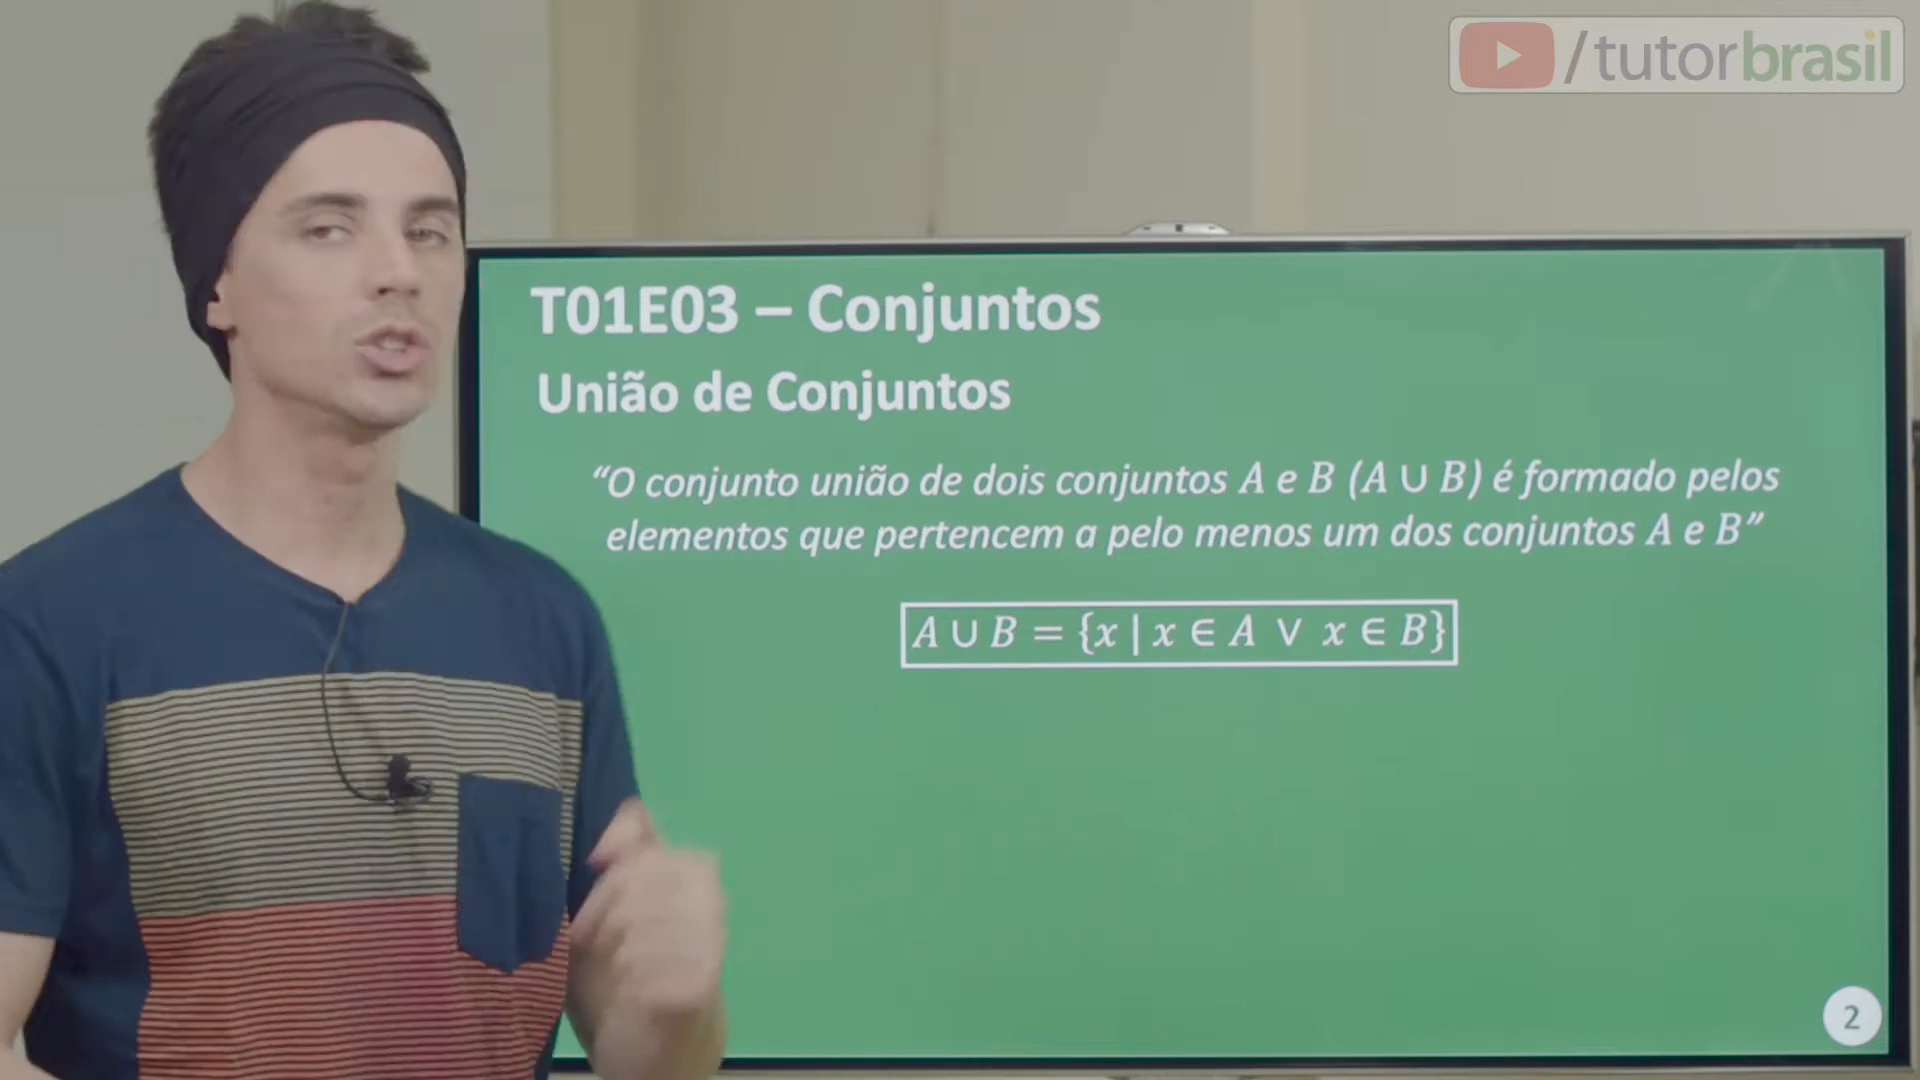 /tutorbrasil
T01E03 – Conjuntos
União de Conjuntos
“O conjunto união de dois conjuntos A e B (A ∪ B) é formado pelos
elementos que pertencem a pelo menos um dos conjuntos A e B”
A ∪ B = {x | x ∈ A ∨ x ∈ B}
2